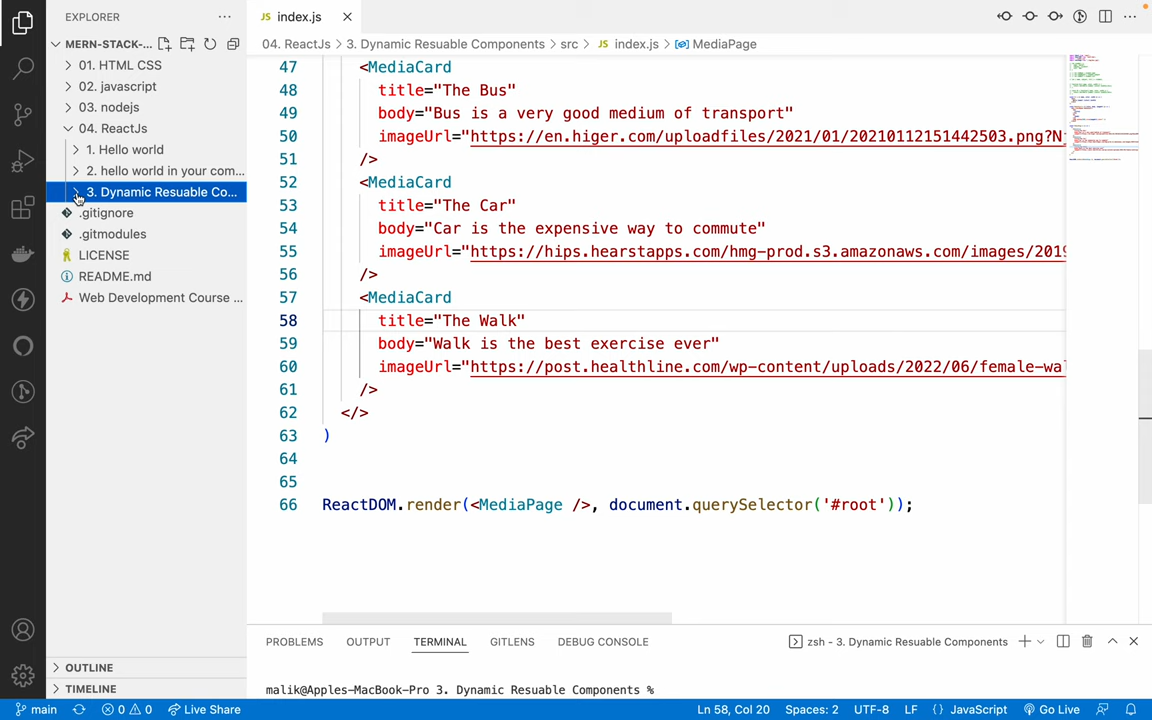 EXPLORER
MERN-STACK-...
01. HTML CSS
02. javascript
03. nodejs
04. ReactJs
1. Hello world
2. hello world in your com...
3. Dynamic Resuable Co...
.gitignore
.gitmodules
LICENSE
README.md
Web Development Course ...
OUTLINE
TIMELINE
JS index.js
04. ReactJs > 3. Dynamic Resuable Components > src > JS index.js > MediaPage
47 <MediaCard
48 title="The Bus"
49 body="Bus is a very good medium of transport"
50 imageUrl="https://en.higer.com/uploadfiles/2021/01/20210112151442503.png?N
51 />
52 <MediaCard
53 title="The Car"
54 body="Car is the expensive way to commute"
55 imageUrl="https://hips.hearstapps.com/hmg-prod.s3.amazonaws.com/images/2019
56 />
57 <MediaCard
58 title="The Walk"
59 body="Walk is the best exercise ever"
60 imageUrl="https://post.healthline.com/wp-content/uploads/2022/06/female-wal
61 />
62 </>
63 )
64
65
66 ReactDOM.render(<MediaPage />, document.querySelector('#root'));
PROBLEMS OUTPUT TERMINAL GITLENS DEBUG CONSOLE zsh - 3. Dynamic Resuable Components
malik@Apples-MacBook-Pro 3. Dynamic Resuable Components %
main 0 0 Live Share Ln 58, Col 20 Spaces: 2 UTF-8 LF {} JavaScript Go Live